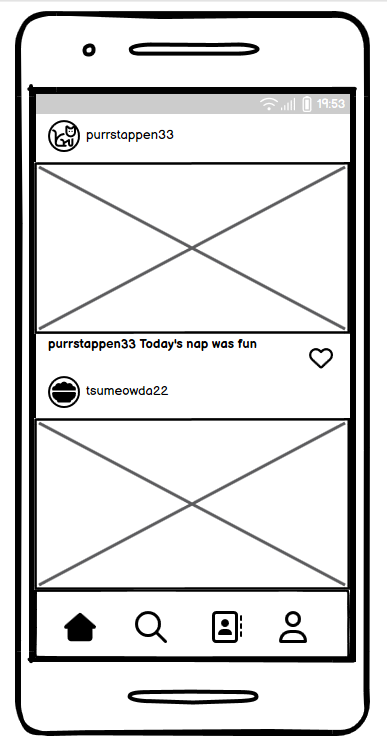 19:53
purrstappen33
purrstappen33 Today's nap was fun
tsumeowda22